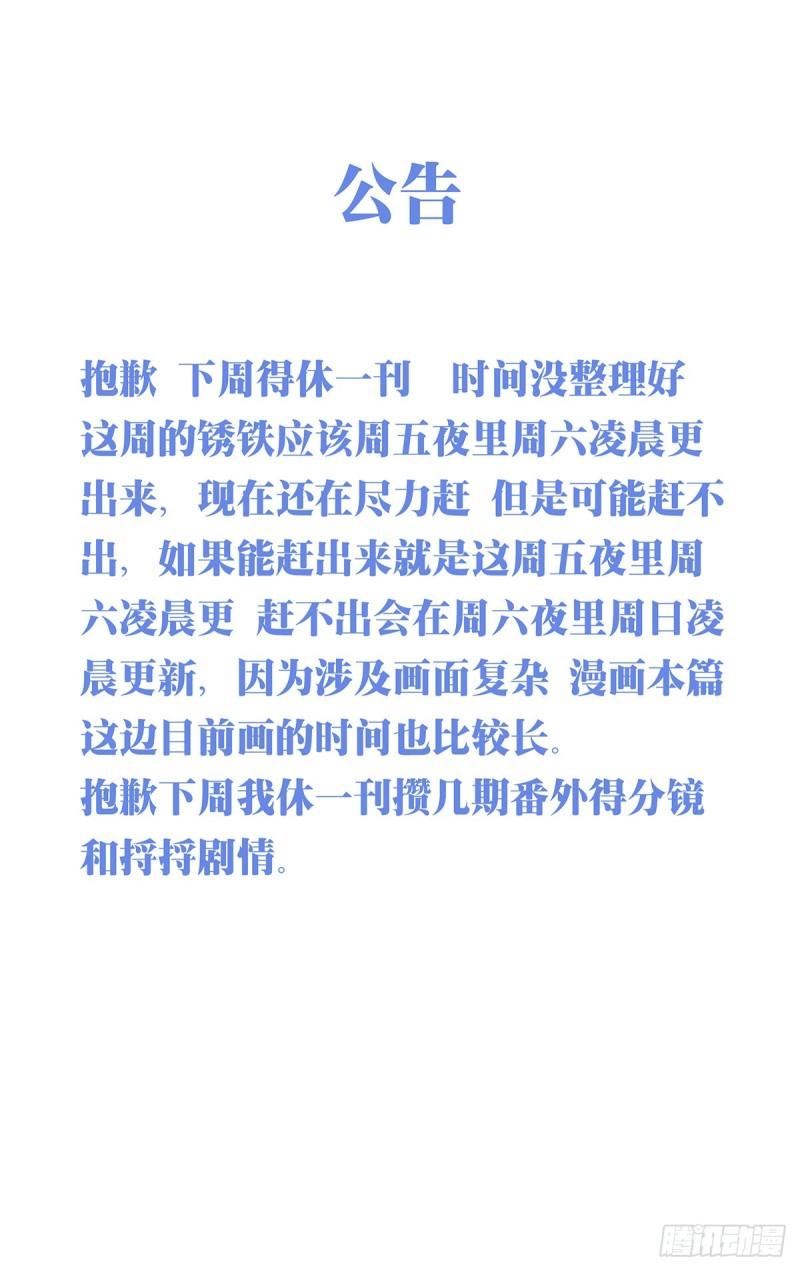 公告
抱歉 下周得休一刊  时间没整理好
这周的锈铁应该周五夜里周六凌晨更
出来，现在还在尽力赶 但是可能赶不
出，如果能赶出来就是这周五夜里周
六凌晨更 赶不出会在周六夜里周日凌
晨更新，因为涉及画面复杂 漫画本篇
这边目前画的时间也比较长。
抱歉下周我休一刊攒几期番外得分镜
和捋捋剧情。
腾讯动漫